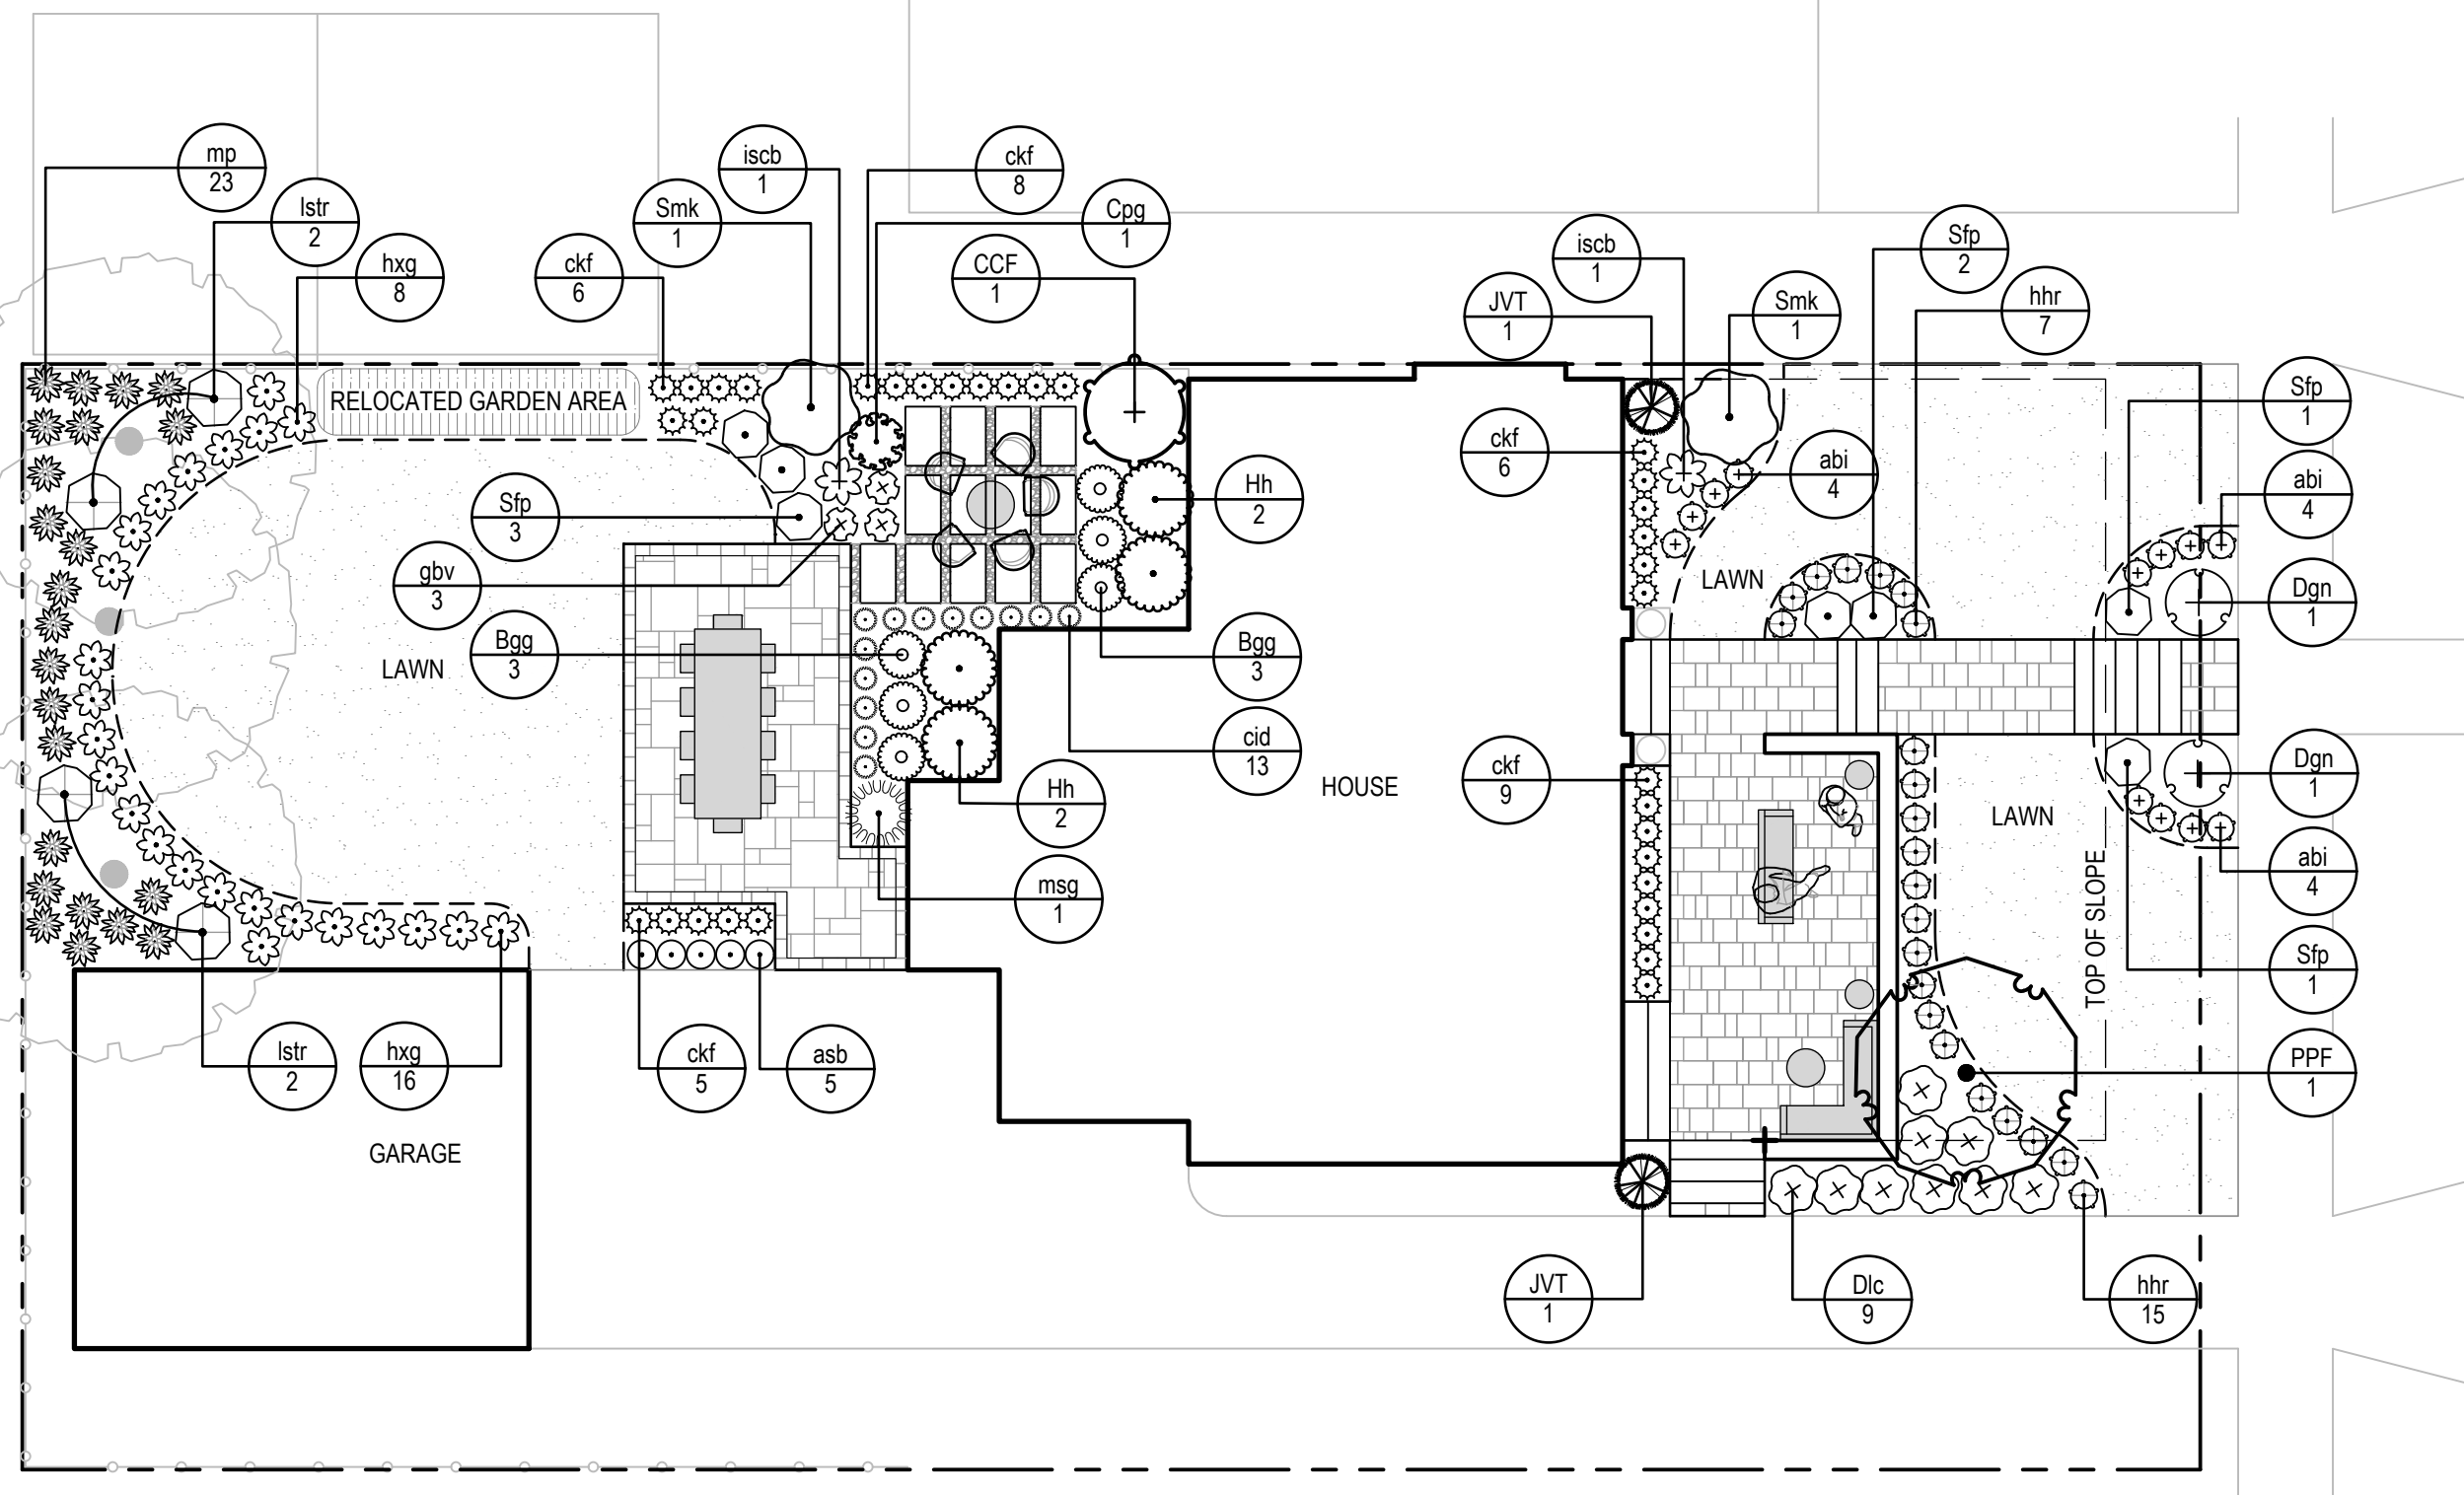 mp
23
lstr
2
hxg
8
ckf
6
Smk
1
iscb
1
ckf
8
Cpg
1
CCF
1
JVT
1
iscb
1
Smk
1
Sfp
2
hhr
7
RELOCATED GARDEN AREA
Sfp
3
gbv
3
Bgg
3
LAWN
Hh
2
Bgg
3
cid
13
Hh
2
msg
1
HOUSE
ckf
6
abi
4
LAWN
Sfp
1
abi
4
Dgn
1
ckf
9
LAWN
TOP OF SLOPE
Dgn
1
abi
4
Sfp
1
PPF
1
lstr
2
hxg
16
ckf
5
asb
5
GARAGE
JVT
1
Dlc
9
hhr
15